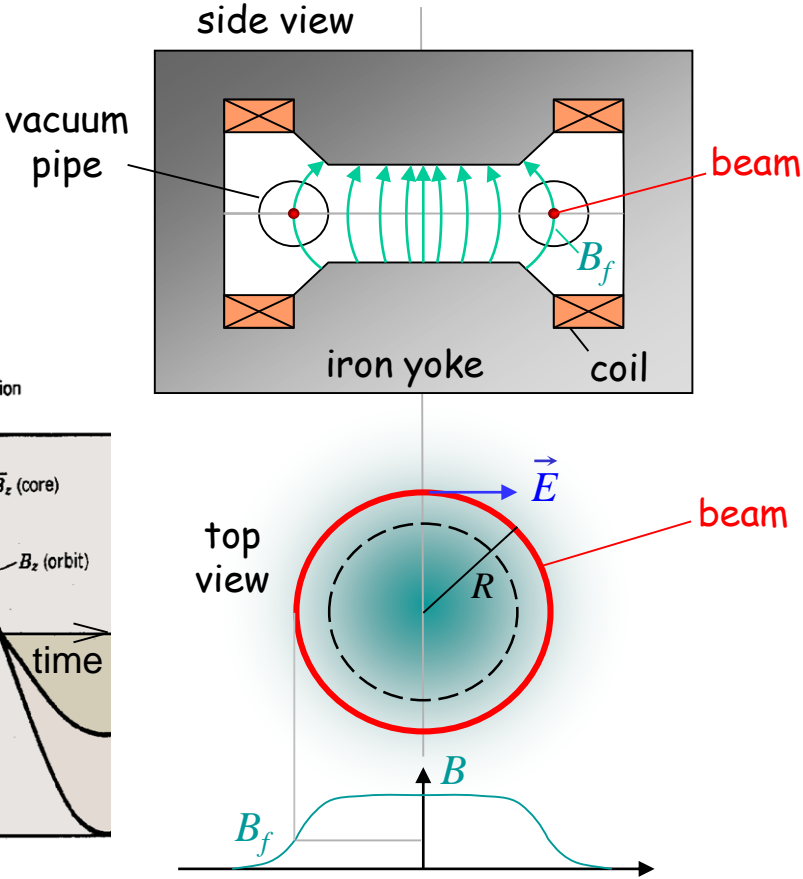 side view
vacuum
pipe
beam
B_f
iron yoke
coil
(core)
B_z (orbit)
time
E⃗
top
view
beam
R
B
B_f